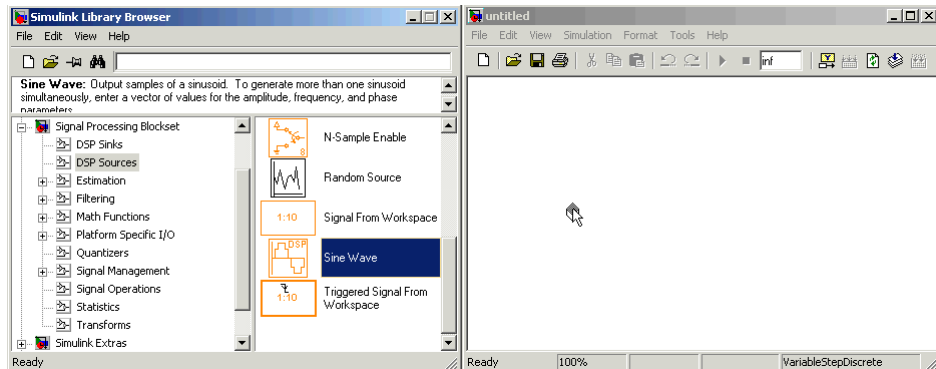 Simulink Library Browser
File Edit View Help
Sine Wave: Output samples of a sinusoid. To generate more than one sinusoid
simultaneously, enter a vector of values for the amplitude, frequency, and phase
parameters
Signal Processing Blockset
DSP Sinks
DSP Sources
Estimation
Filtering
Math Functions
Platform Specific I/O
Quantizers
Signal Management
Signal Operations
Statistics
Transforms
Simulink Extras
8
N-Sample Enable
Random Source
1:10
Signal From Workspace
DSP
Sine Wave
1:10
Triggered Signal From
Workspace
Ready
untitled
File Edit View Simulation Format Tools Help
inf
Ready 100% VariableStepDiscrete